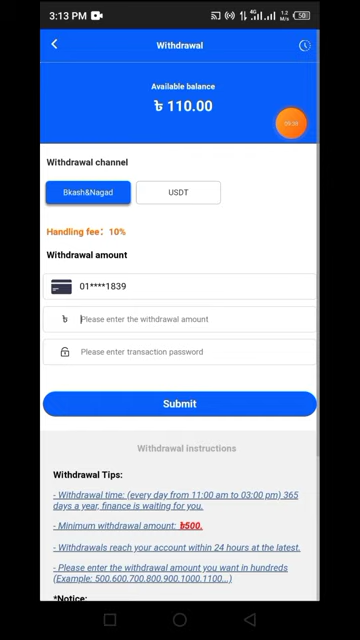 3:13 PM
4G
1.2
M/s
50
Withdrawal
Available balance
৳ 110.00
Withdrawal channel
Bkash&Nagad
USDT
Handling fee： 10%
Withdrawal amount
01****1839
৳ Please enter the withdrawal amount
Please enter transaction password
Submit
Withdrawal instructions
Withdrawal Tips:
- Withdrawal time: (every day from 11:00 am to 03:00 pm) 365
days a year, finance is waiting for you.
- Minimum withdrawal amount: ৳500.
- Withdrawals reach your account within 24 hours at the latest.
- Please enter the withdrawal amount you want in hundreds
(Example: 500.600.700.800.900.1000.1100...)
*Notice: